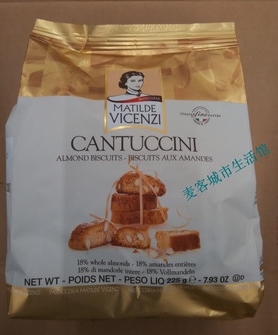 MATILDE
VICENZI
CANTUCCINI
ALMOND BISCUITS - BISCUITS AUX AMANDES
18% whole almonds - 18% amandes entières
18% di mandorle intere - 18% Vollmandeln
NET WT - POIDS NET - PESO LIQ 225 g e - 7.93 OZ.
麦客城市生活馆